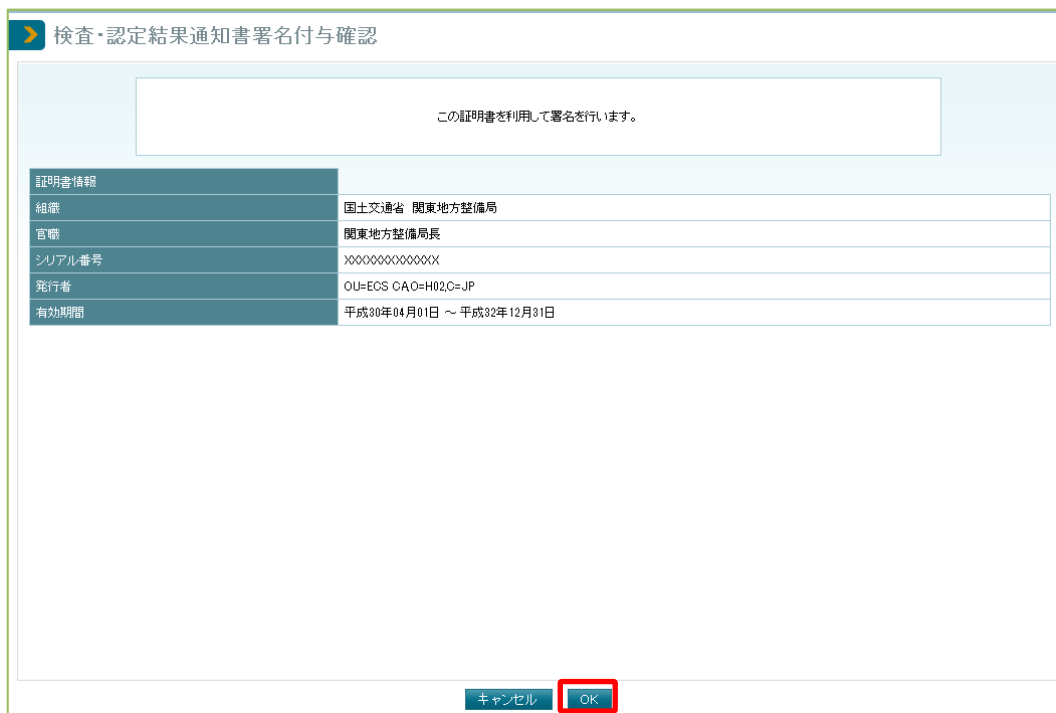 検査・認定結果通知書署名付与確認
この証明書を利用して署名を行います。
証明書情報
組織 国土交通省 関東地方整備局
官職 関東地方整備局長
シリアル番号 XXXXXXXXXXXXXX
発行者 OU=ECS CA,O=H02,C=JP
有効期間 平成30年04月01日 ～ 平成32年12月31日
キャンセル OK